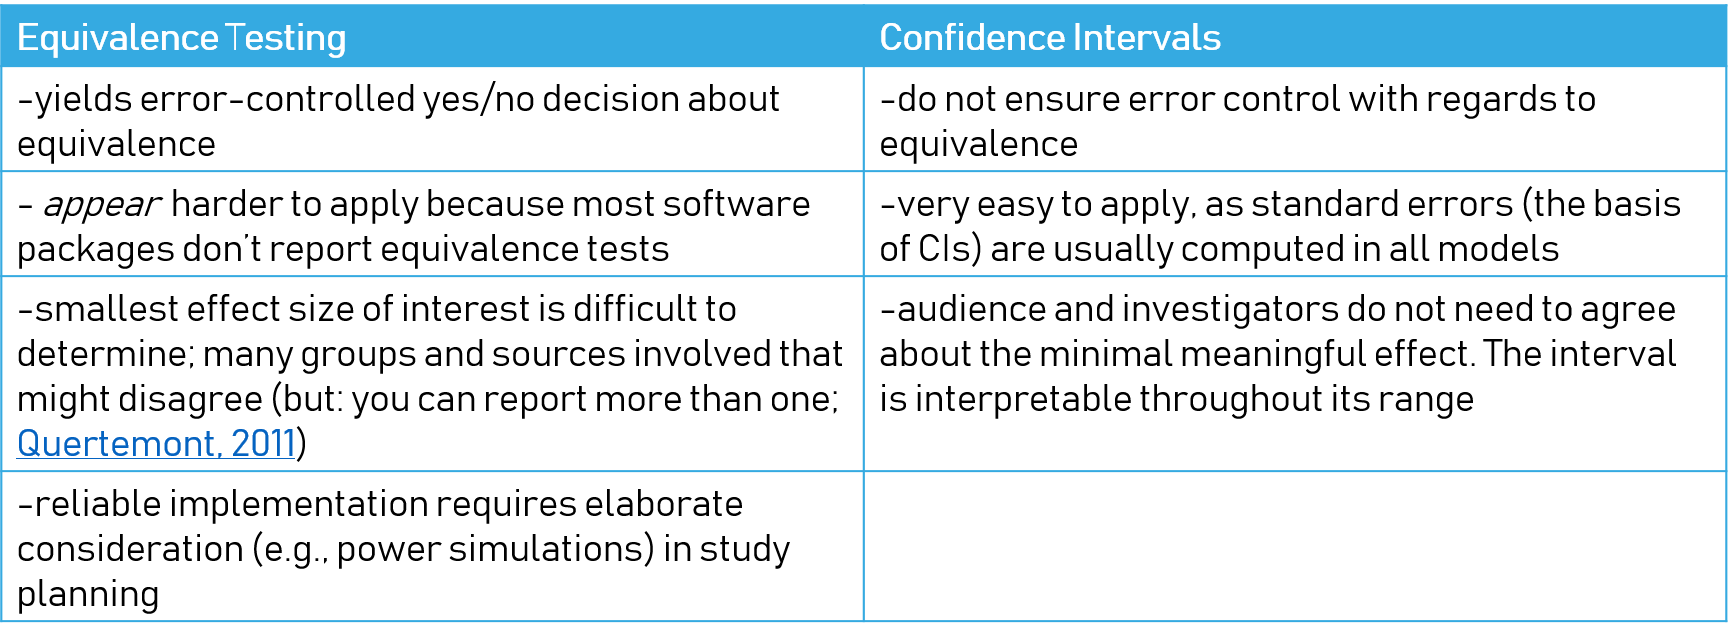 Equivalence Testing
Confidence Intervals
-yields error-controlled yes/no decision about
equivalence
-do not ensure error control with regards to
equivalence
- appear harder to apply because most software
packages don't report equivalence tests
-very easy to apply, as standard errors (the basis
of CIs) are usually computed in all models
-smallest effect size of interest is difficult to
determine; many groups and sources involved that
might disagree (but: you can report more than one;
Quertemont, 2011)
-audience and investigators do not need to agree
about the minimal meaningful effect. The interval
is interpretable throughout its range
-reliable implementation requires elaborate
consideration (e.g., power simulations) in study
planning